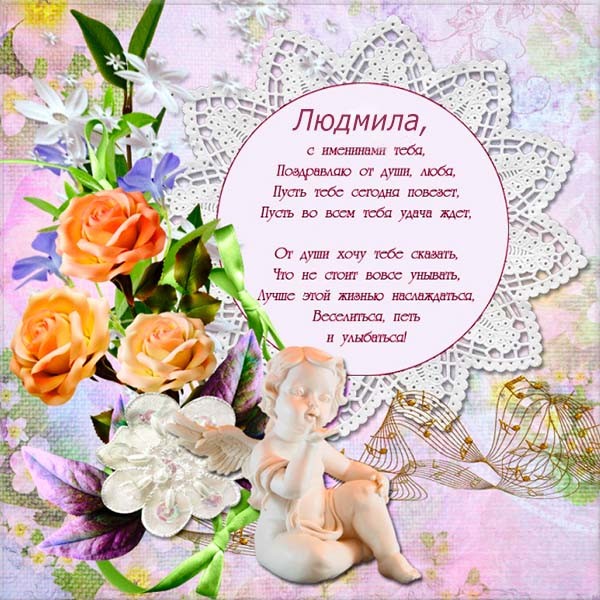 Людмила,
с именинами тебя,
Поздравляю от души, любя,
Пусть тебе сегодня повезет,
Пусть во всем тебя удача ждет,
От души хочу тебе сказать,
Что не стоит вовсе унывать,
Лучше этой жизнью наслаждаться,
Веселиться, петь
и улыбаться!